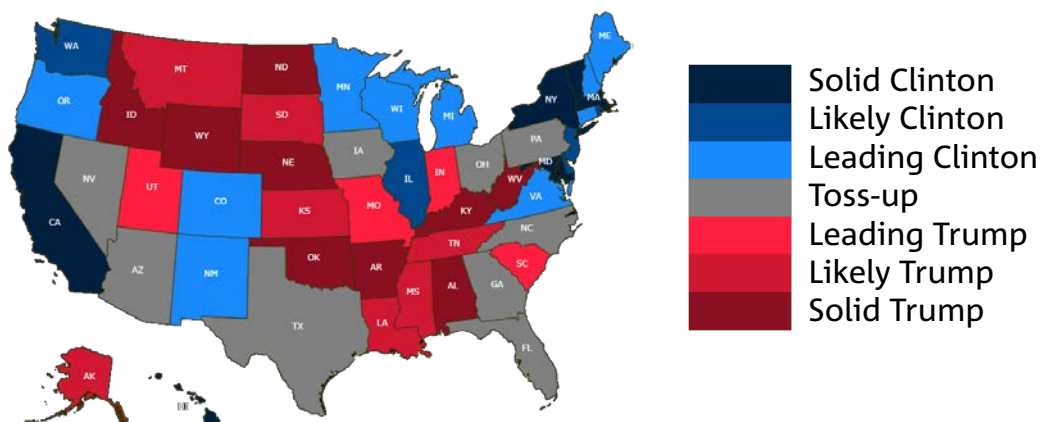 WA
MT
ND
MN
ME
OR
ID
WY
SD
WI
MI
NY
MA
NE
IA
PA
NV
UT
CO
IL
IN
OH
MD
CA
KS
MO
WV
VA
KY
AZ
NM
OK
AR
TN
NC
TX
LA
MS
AL
GA
SC
FL
AK
HI
Solid Clinton
Likely Clinton
Leading Clinton
Toss-up
Leading Trump
Likely Trump
Solid Trump